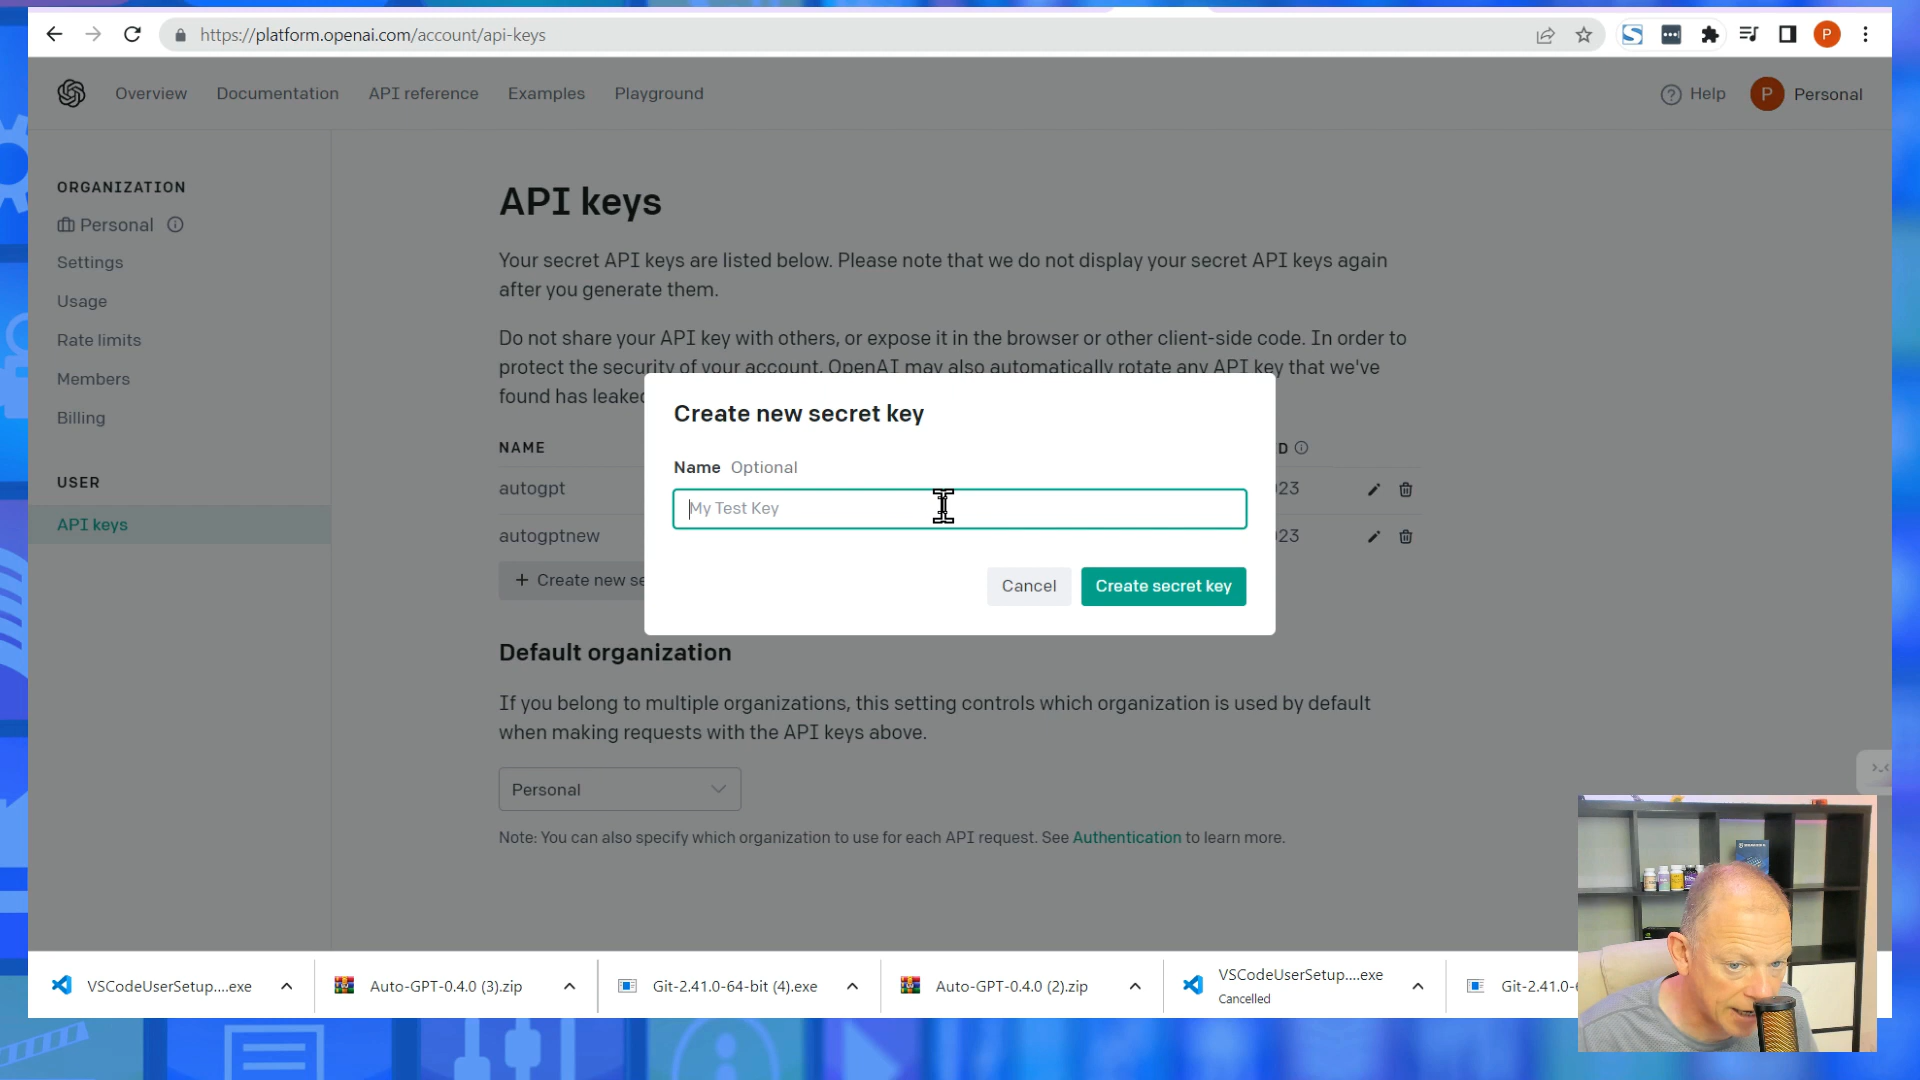 https://platform.openai.com/account/api-keys
P
Overview
Documentation
API reference
Examples
Playground
Help
P
Personal
ORGANIZATION
Personal
Settings
Usage
Rate limits
Members
Billing
USER
API keys
API keys
Your secret API keys are listed below. Please note that we do not display your secret API keys again
after you generate them.
Do not share your API key with others, or expose it in the browser or other client-side code. In order to
protect the security of your account, OpenAI may also automatically rotate any API key that we've
found has leaked
NAME
D
autogpt
23
autogptnew
23
+ Create new se
Create new secret key
Name Optional
My Test Key
Cancel
Create secret key
Default organization
If you belong to multiple organizations, this setting controls which organization is used by default
when making requests with the API keys above.
Personal
Note: You can also specify which organization to use for each API request. See Authentication to learn more.
VSCodeUserSetup....exe
Auto-GPT-0.4.0 (3).zip
Git-2.41.0-64-bit (4).exe
Auto-GPT-0.4.0 (2).zip
VSCodeUserSetup....exe
Cancelled
Git-2.41.0-6